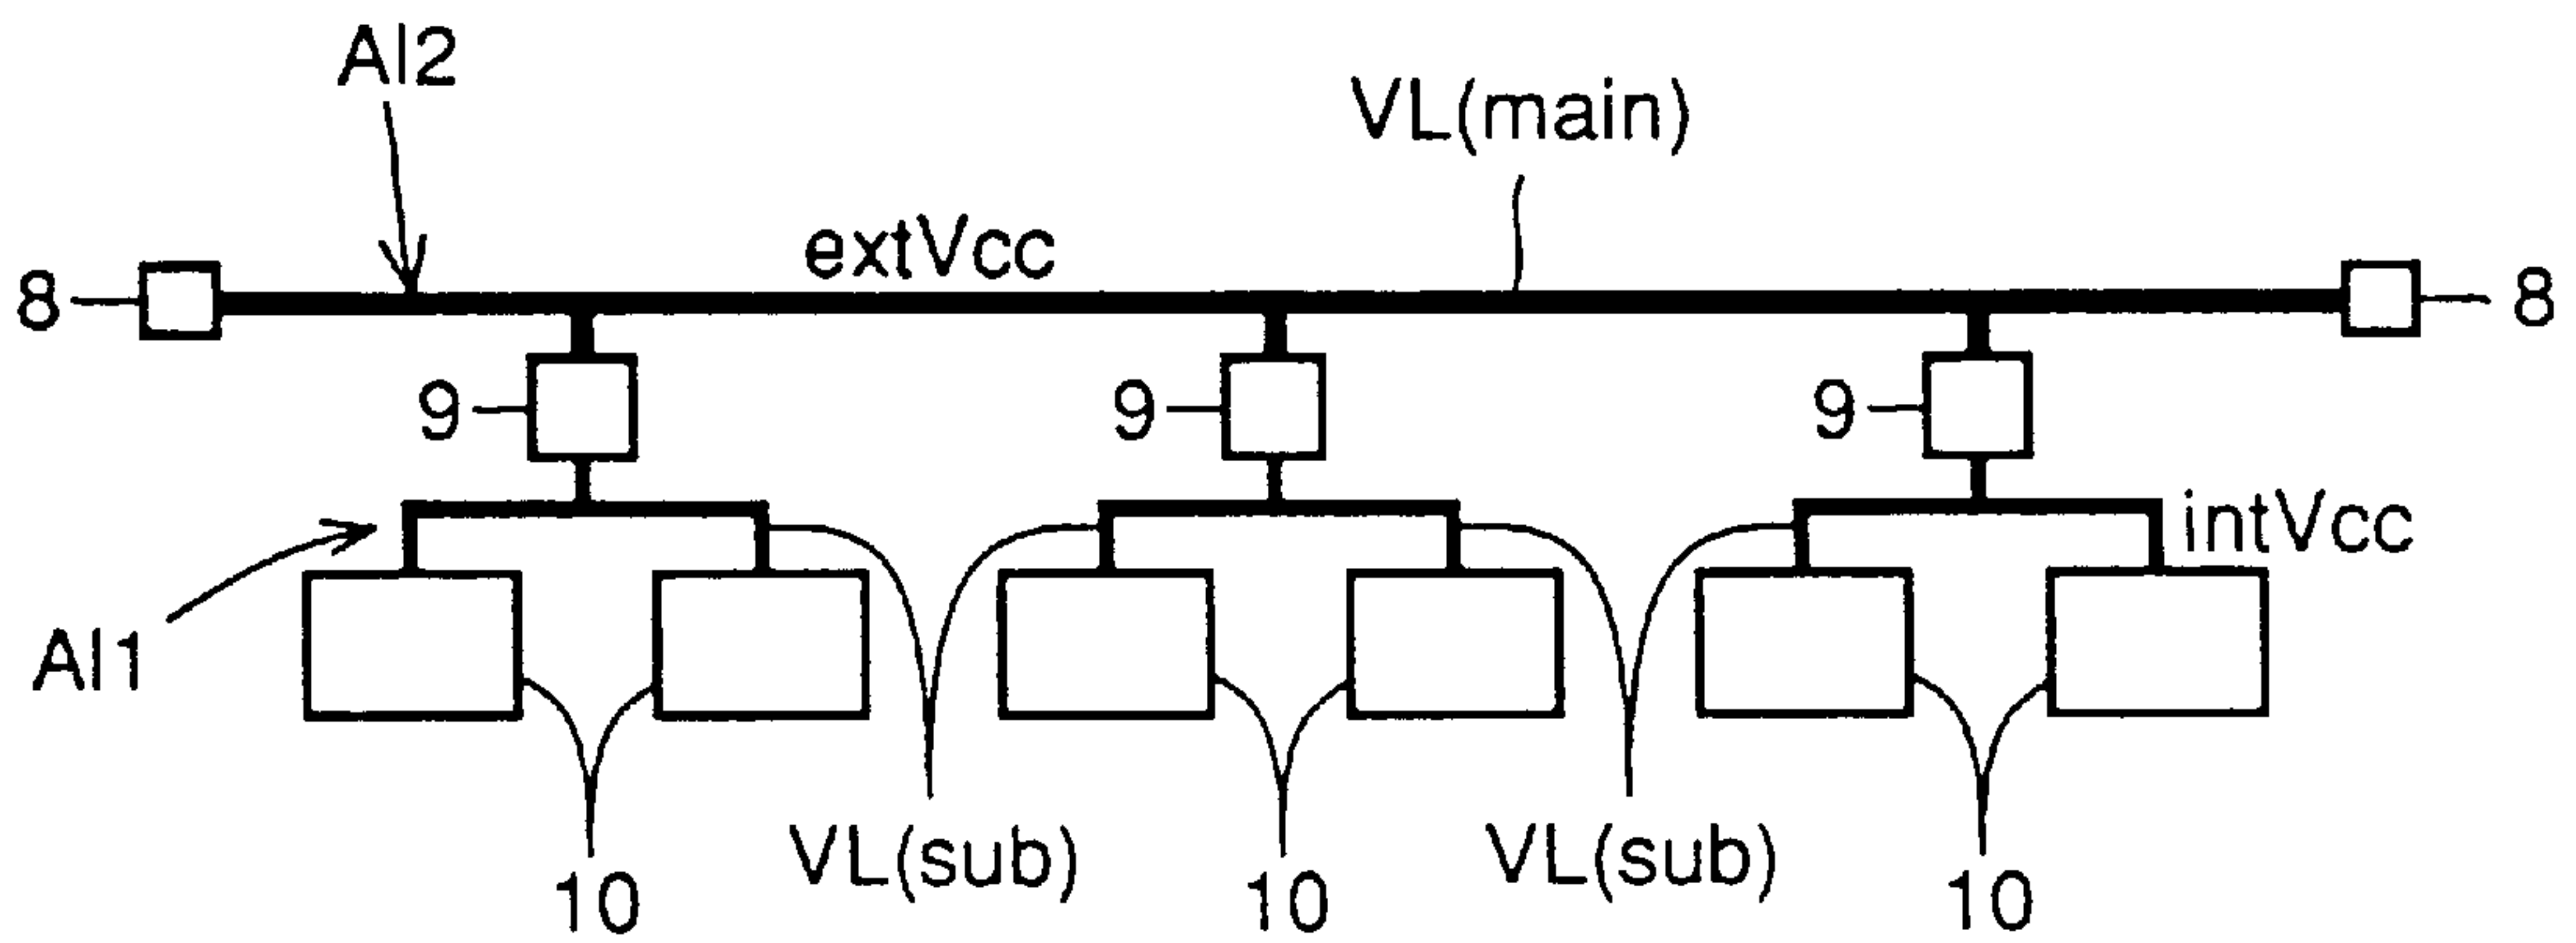 Al2
VL(main)
extVcc
8 8
9 9 9
intVcc
Al1
VL(sub) VL(sub)
10 10 10